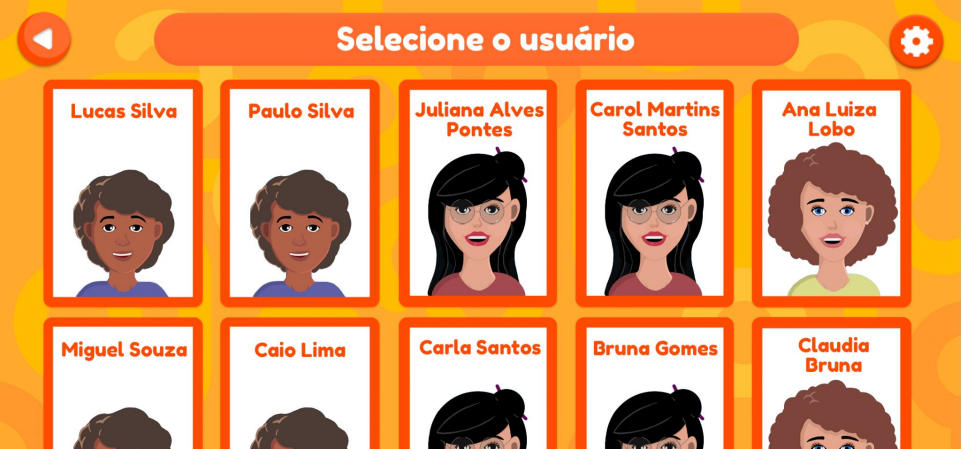 Selecione o usuário
Lucas Silva
Paulo Silva
Juliana Alves
Pontes
Carol Martins
Santos
Ana Luiza
Lobo
Miguel Souza
Caio Lima
Carla Santos
Bruna Gomes
Claudia
Bruna